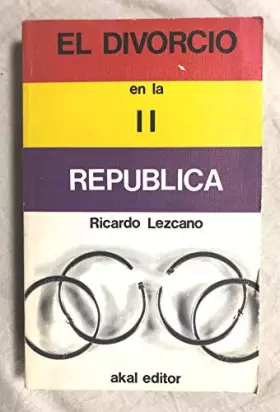 EL DIVORCIO
en la
II
REPUBLICA
Ricardo Lezcano
akal editor